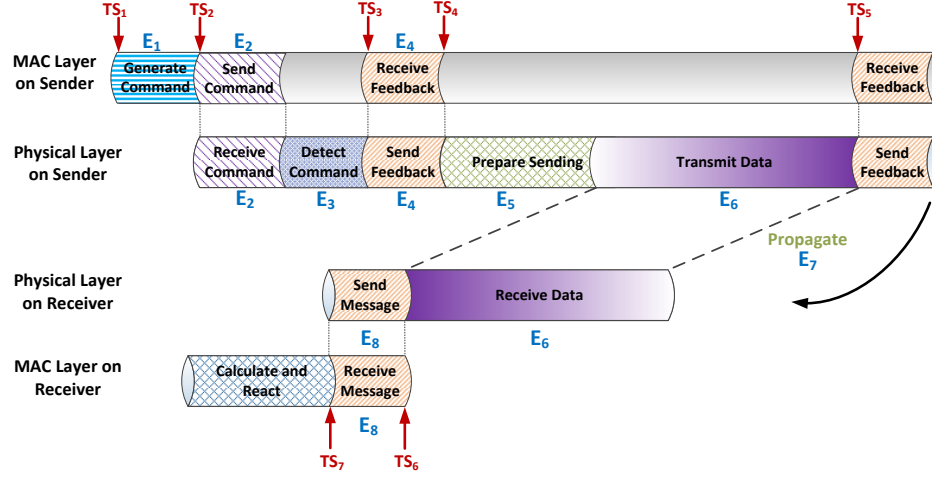 TS1 TS2 TS3 TS4 TS5
E1 E2 E4
MAC Layer
on Sender
Generate
Command
Send
Command
Receive
Feedback
Receive
Feedback
Physical Layer
on Sender
Receive
Command
Detect
Command
Send
Feedback
Prepare Sending
Transmit Data
Send
Feedback
E2 E3 E4 E5 E6
Propagate
E7
Physical Layer
on Receiver
Send
Message
Receive Data
E8 E6
MAC Layer on
Receiver
Calculate and
React
Receive
Message
E8
TS7 TS6